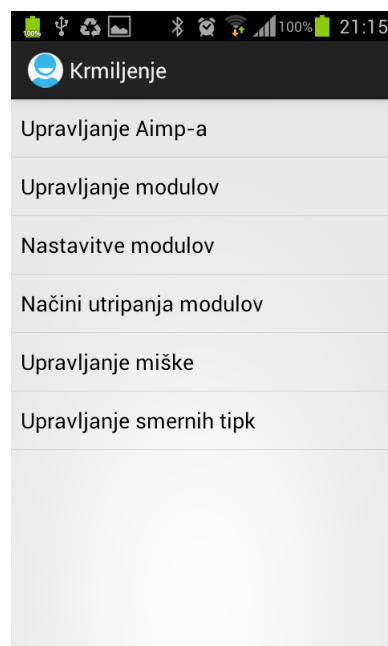 100% 100% 21:15
Krmiljenje
Upravljanje Aimp-a
Upravljanje modulov
Nastavitve modulov
Načini utripanja modulov
Upravljanje miške
Upravljanje smernih tipk